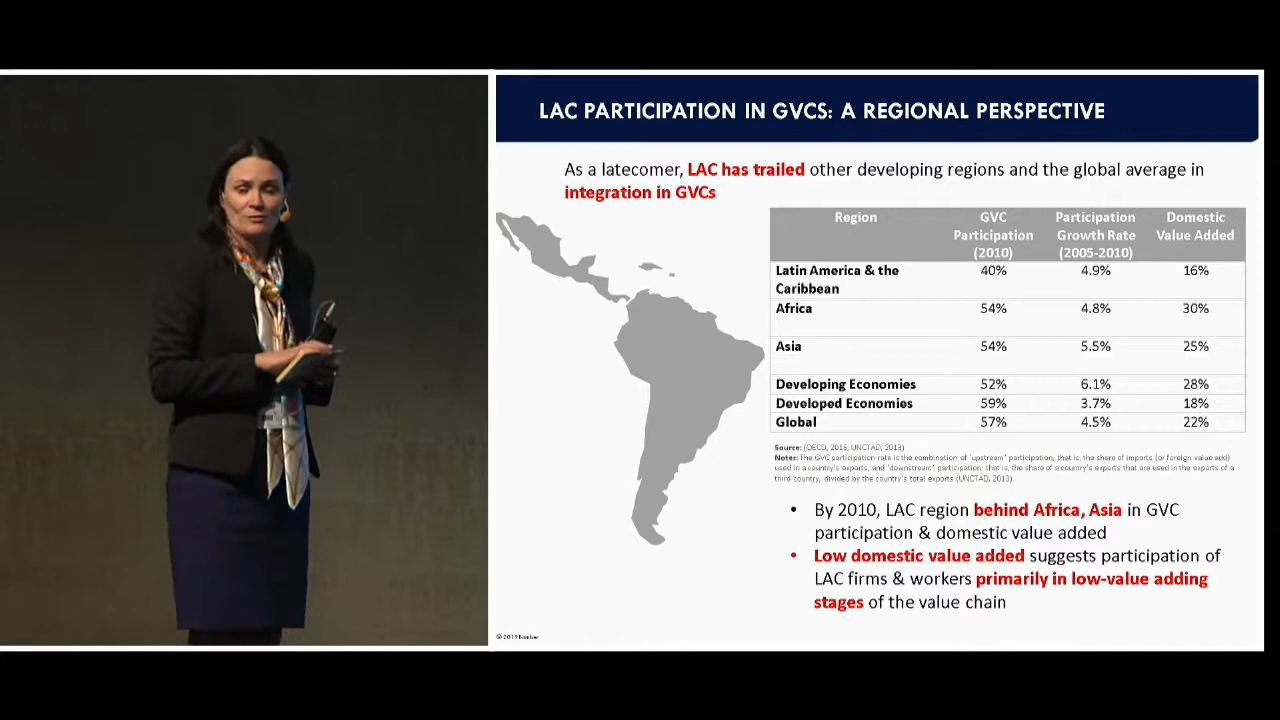 LAC PARTICIPATION IN GVCS: A REGIONAL PERSPECTIVE
As a latecomer, LAC has trailed other developing regions and the global average in
integration in GVCs
Region GVC Participation (2010) Participation Growth Rate (2005-2010) Domestic Value Added
Latin America & the Caribbean 40% 4.9% 16%
Africa 54% 4.8% 30%
Asia 54% 5.5% 25%
Developing Economies 52% 6.1% 28%
Developed Economies 59% 3.7% 18%
Global 57% 4.5% 22%
Source: (OECD, 2015; UNCTAD, 2013)
Notes: The GVC participation rate is the combination of 'upstream' participation, that is, the share of imports (or foreign value add)
used in a country's exports, and 'downstream' participation, that is, the share of a country's exports that are used in the exports of a
third country, divided by the country's total exports (UNCTAD, 2013).
• By 2010, LAC region behind Africa, Asia in GVC
participation & domestic value added
• Low domestic value added suggests participation of
LAC firms & workers primarily in low-value adding
stages of the value chain
© 2019 Bamber